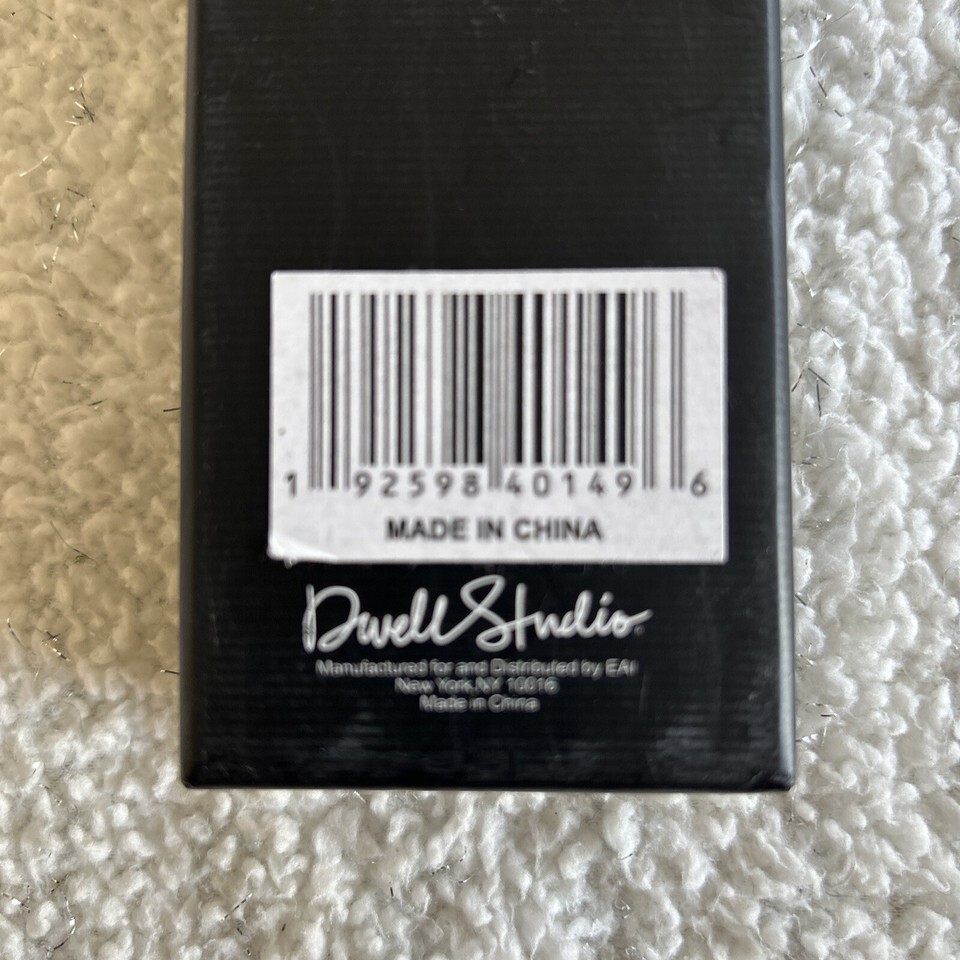 1 92598 40149 6
MADE IN CHINA
DwellStudio
Manufactured for and Distributed by EAI
New York,NY 10016
Made in China